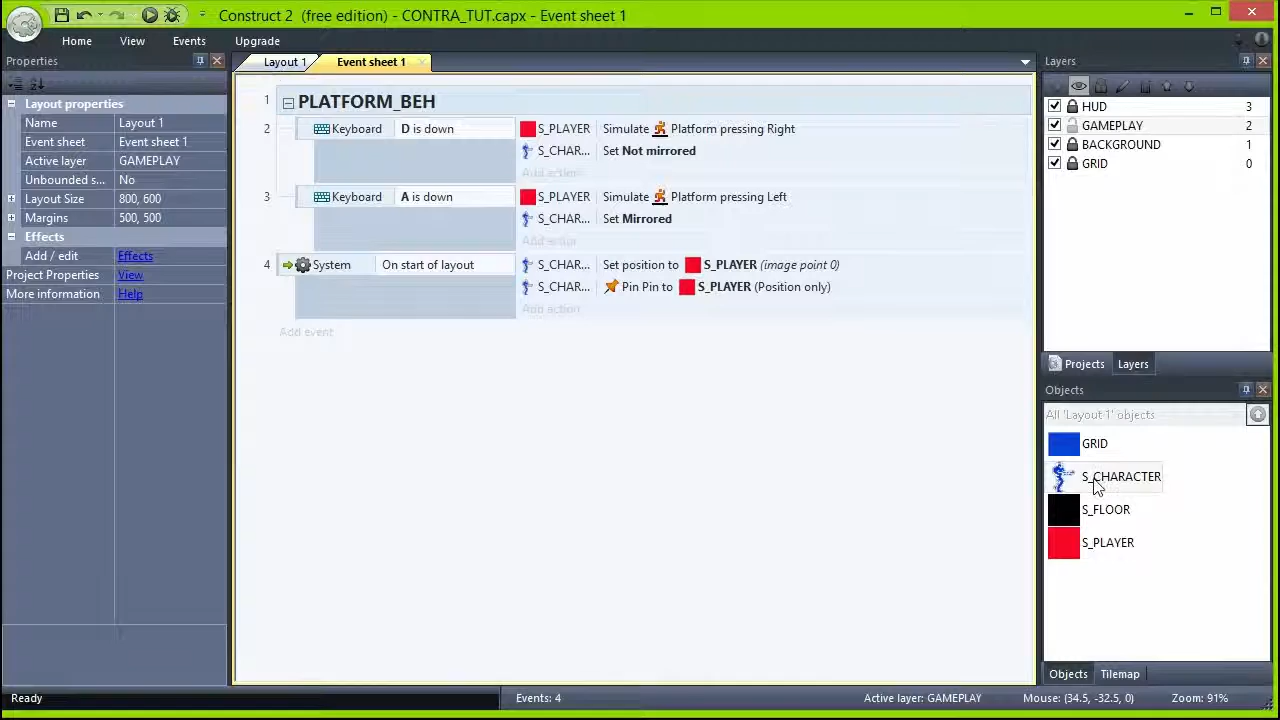 Construct 2 (free edition) - CONTRA_TUT.capx - Event sheet 1
Home View Events Upgrade
Properties
Layout properties
Name Layout 1
Event sheet Event sheet 1
Active layer GAMEPLAY
Unbounded s... No
Layout Size 800, 600
Margins 500, 500
Effects
Add / edit Effects
Project Properties View
More information Help
Layout 1 Event sheet 1
1 PLATFORM_BEH
2 Keyboard D is down S_PLAYER Simulate Platform pressing Right
S_CHAR... Set Not mirrored
Add action
3 Keyboard A is down S_PLAYER Simulate Platform pressing Left
S_CHAR... Set Mirrored
Add action
4 System On start of layout S_CHAR... Set position to S_PLAYER (image point 0)
S_CHAR... Pin Pin to S_PLAYER (Position only)
Add action
Add event
Layers
HUD 3
GAMEPLAY 2
BACKGROUND 1
GRID 0
Projects Layers
Objects
All 'Layout 1' objects
GRID
S_CHARACTER
S_FLOOR
S_PLAYER
Objects Tilemap
Ready Events: 4 Active layer: GAMEPLAY Mouse: (34.5, -32.5, 0) Zoom: 91%